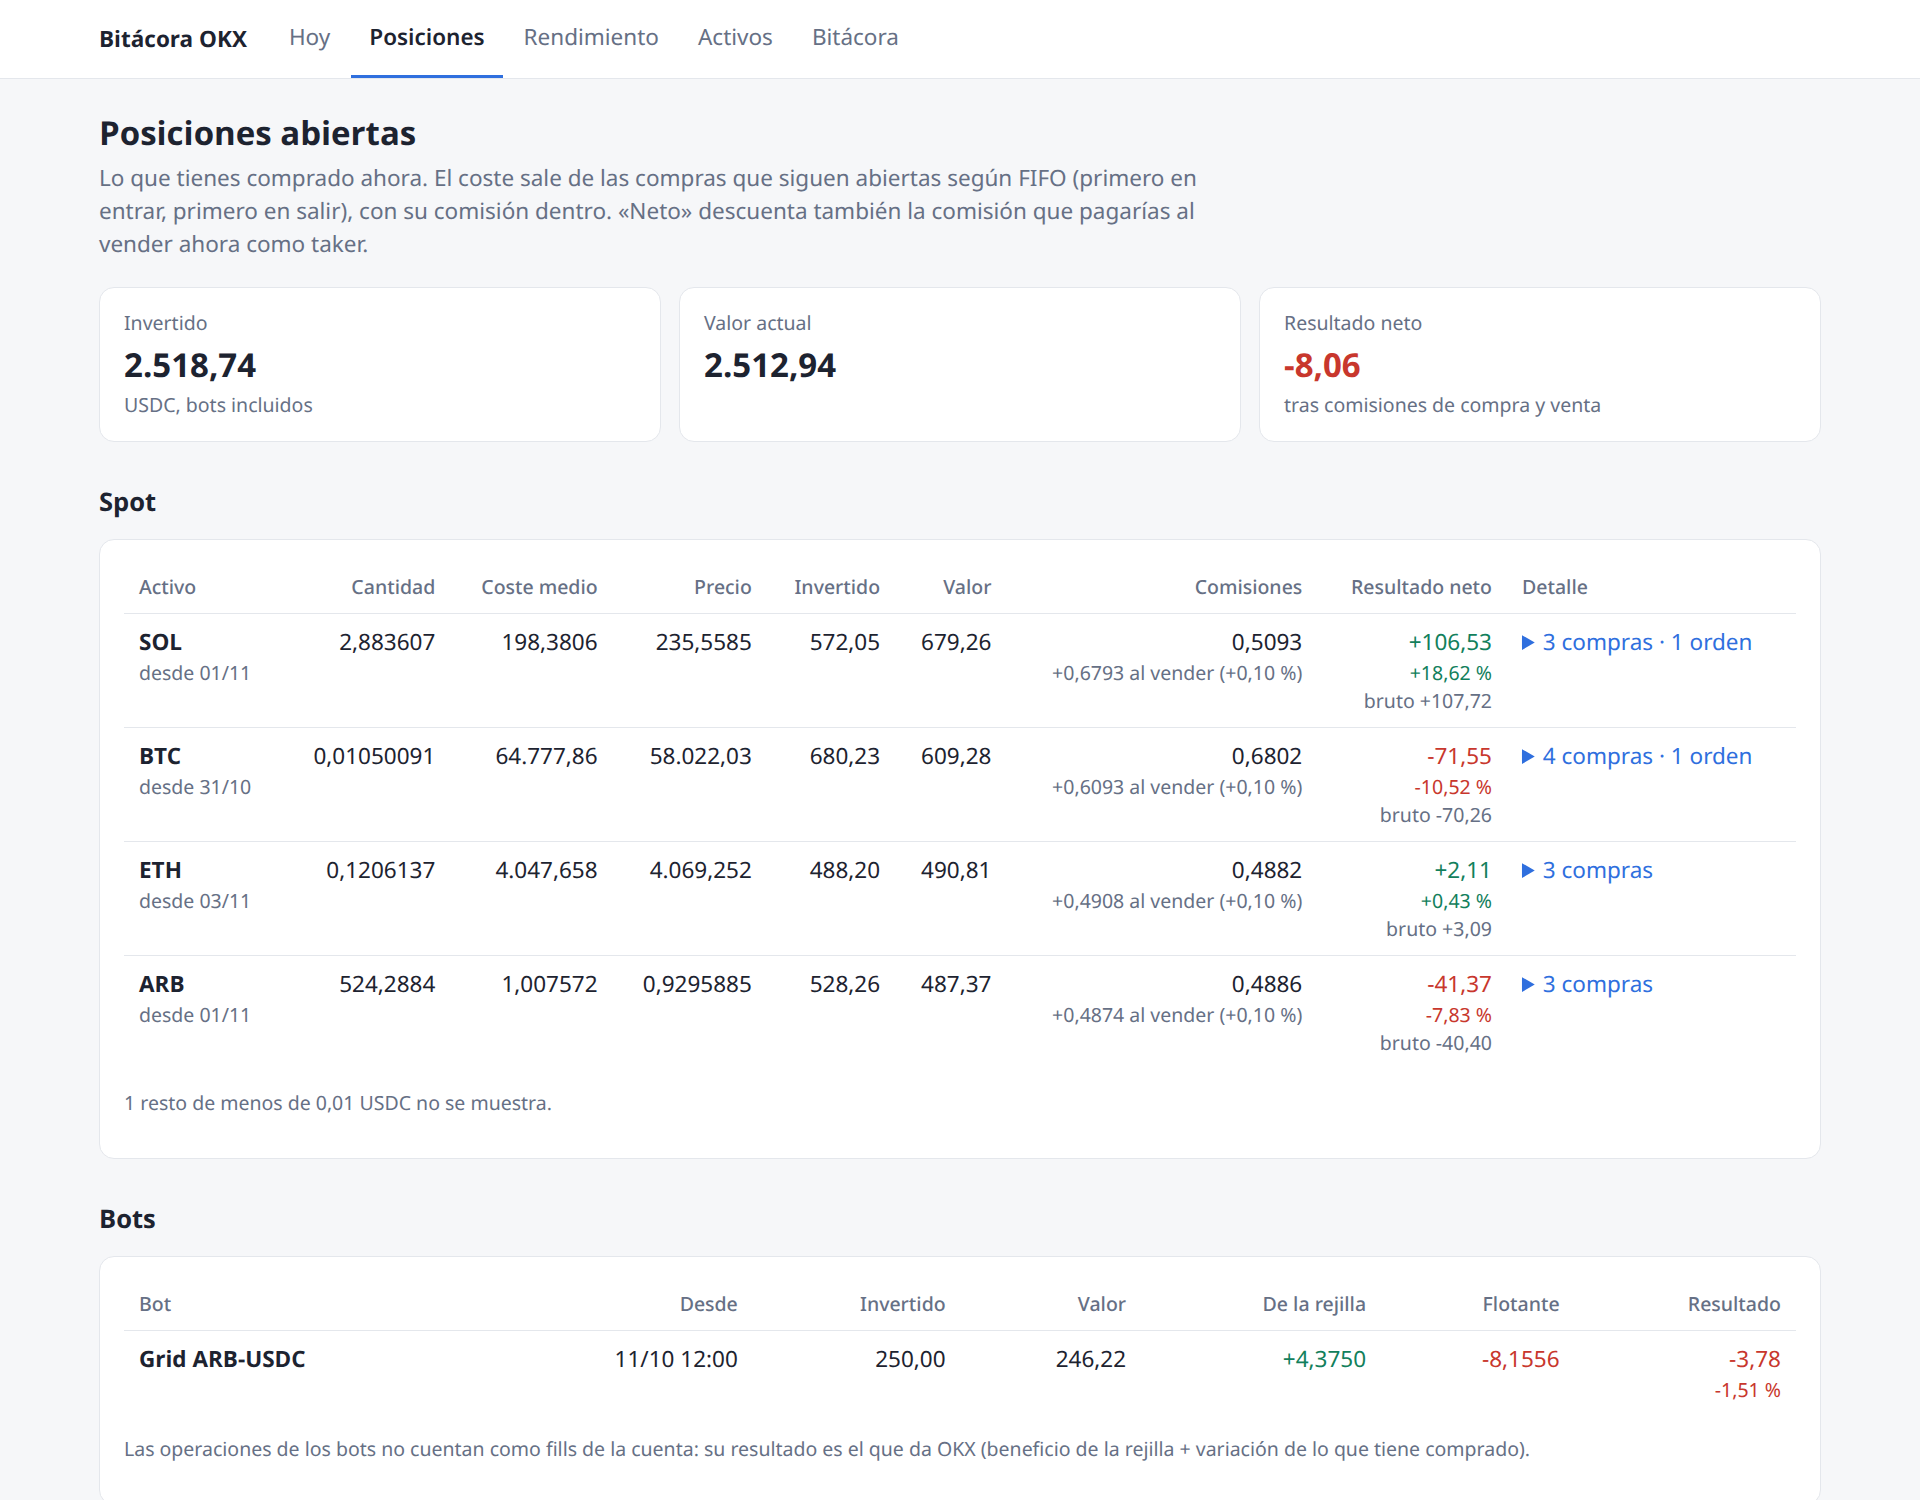 Bitácora OKX Hoy Posiciones Rendimiento Activos Bitácora
Posiciones abiertas
Lo que tienes comprado ahora. El coste sale de las compras que siguen abiertas según FIFO (primero en
entrar, primero en salir), con su comisión dentro. «Neto» descuenta también la comisión que pagarías al
vender ahora como taker.
Invertido
2.518,74
USDC, bots incluidos
Valor actual
2.512,94
Resultado neto
-8,06
tras comisiones de compra y venta
Spot
Activo Cantidad Coste medio Precio Invertido Valor Comisiones Resultado neto Detalle
SOL 2,883607 198,3806 235,5585 572,05 679,26 0,5093 +106,53 ▶ 3 compras · 1 orden
desde 01/11 +0,6793 al vender (+0,10 %) +18,62 %
bruto +107,72
BTC 0,01050091 64.777,86 58.022,03 680,23 609,28 0,6802 -71,55 ▶ 4 compras · 1 orden
desde 31/10 +0,6093 al vender (+0,10 %) -10,52 %
bruto -70,26
ETH 0,1206137 4.047,658 4.069,252 488,20 490,81 0,4882 +2,11 ▶ 3 compras
desde 03/11 +0,4908 al vender (+0,10 %) +0,43 %
bruto +3,09
ARB 524,2884 1,007572 0,9295885 528,26 487,37 0,4886 -41,37 ▶ 3 compras
desde 01/11 +0,4874 al vender (+0,10 %) -7,83 %
bruto -40,40
1 resto de menos de 0,01 USDC no se muestra.
Bots
Bot Desde Invertido Valor De la rejilla Flotante Resultado
Grid ARB-USDC 11/10 12:00 250,00 246,22 +4,3750 -8,1556 -3,78
-1,51 %
Las operaciones de los bots no cuentan como fills de la cuenta: su resultado es el que da OKX (beneficio de la rejilla + variación de lo que tiene comprado).